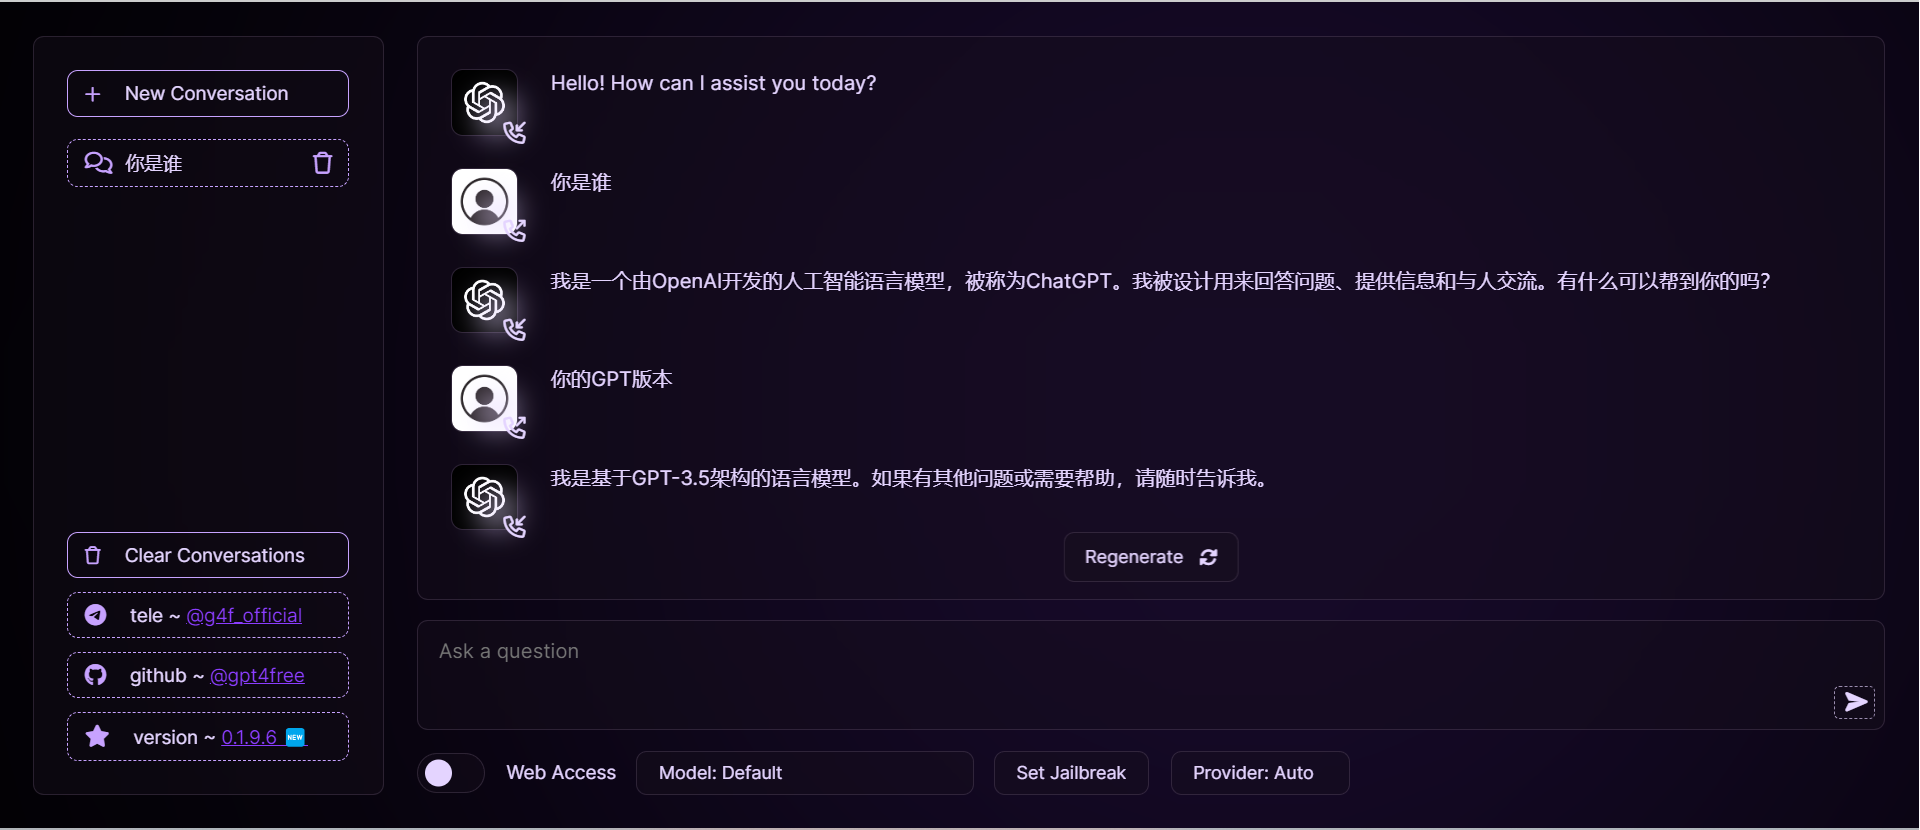 New Conversation
你是谁
Clear Conversations
tele ~ @g4f_official
github ~ @gpt4free
version ~ 0.1.9.6 NEW
Hello! How can I assist you today?
你是谁
我是一个由OpenAI开发的人工智能语言模型，被称为ChatGPT。我被设计用来回答问题、提供信息和与人交流。有什么可以帮到你的吗？
你的GPT版本
我是基于GPT-3.5架构的语言模型。如果有其他问题或需要帮助，请随时告诉我。
Regenerate
Ask a question
Web Access
Model: Default
Set Jailbreak
Provider: Auto